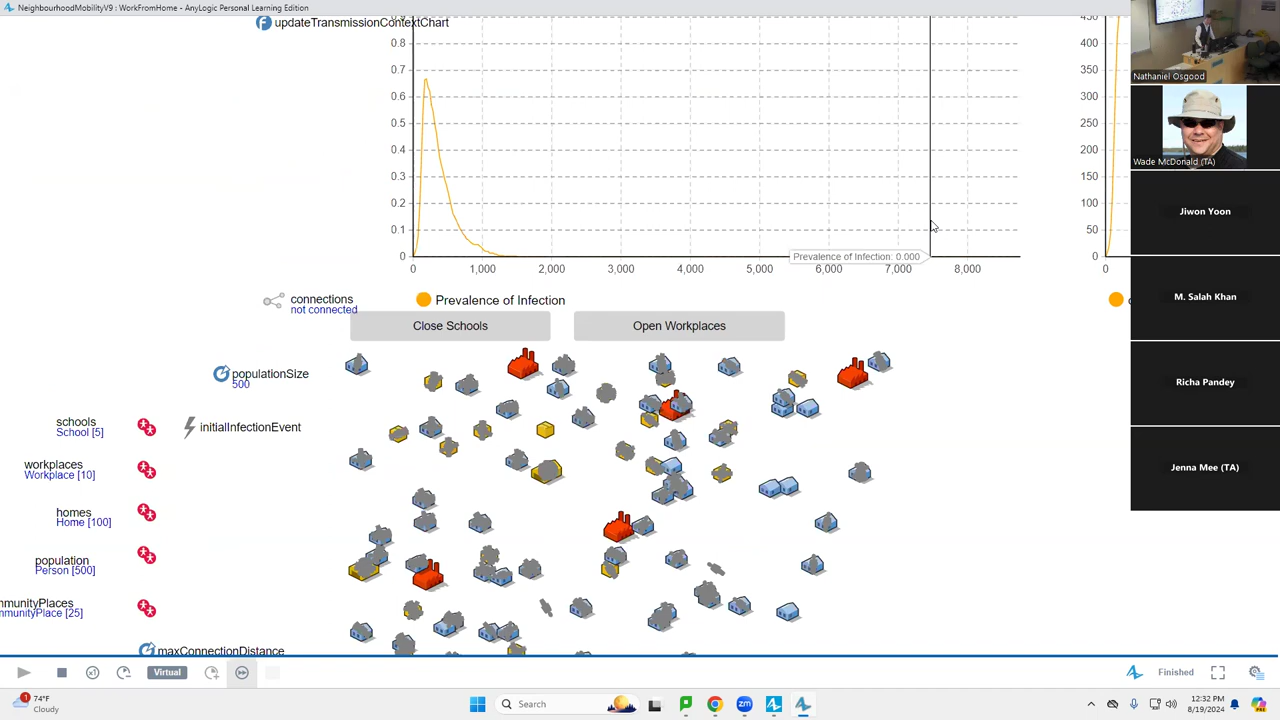 NeighbourhoodMobilityV9 : WorkFromHome - AnyLogic Personal Learning Edition
updateTransmissionContextChart
0.8
0.7
0.6
0.5
0.4
0.3
0.2
0.1
0
0
1,000
2,000
3,000
4,000
5,000
6,000
7,000
8,000
Prevalence of Infection: 0.000
450
400
350
300
250
200
150
100
50
0
0
connections
not connected
Prevalence of Infection
Close Schools
Open Workplaces
populationSize
500
schools
School [5]
initialInfectionEvent
workplaces
Workplace [10]
homes
Home [100]
population
Person [500]
mmunityPlaces
mmunityPlace [25]
maxConnectionDistance
Nathaniel Osgood
Wade McDonald (TA)
Jiwon Yoon
M. Salah Khan
Richa Pandey
Jenna Mee (TA)
x1
Virtual
Finished
1
74°F
Cloudy
Search
12:32 PM
8/19/2024